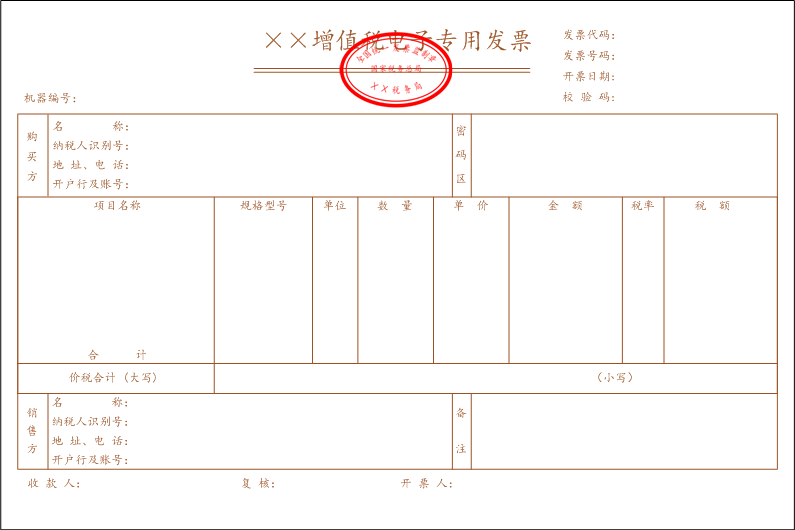 ××增值税电子专用发票
全国统一发票监制章
国家税务总局
××税务局
发票代码：
发票号码：
开票日期：
校 验 码：
机器编号：
购买方
名 称：
纳税人识别号：
地 址、电 话：
开户行及账号：
密码区
项目名称 规格型号 单位 数 量 单 价 金 额 税率 税 额
合 计
价税合计（大写） （小写）
销售方
名 称：
纳税人识别号：
地 址、电 话：
开户行及账号：
备注
收 款 人： 复 核： 开 票 人：